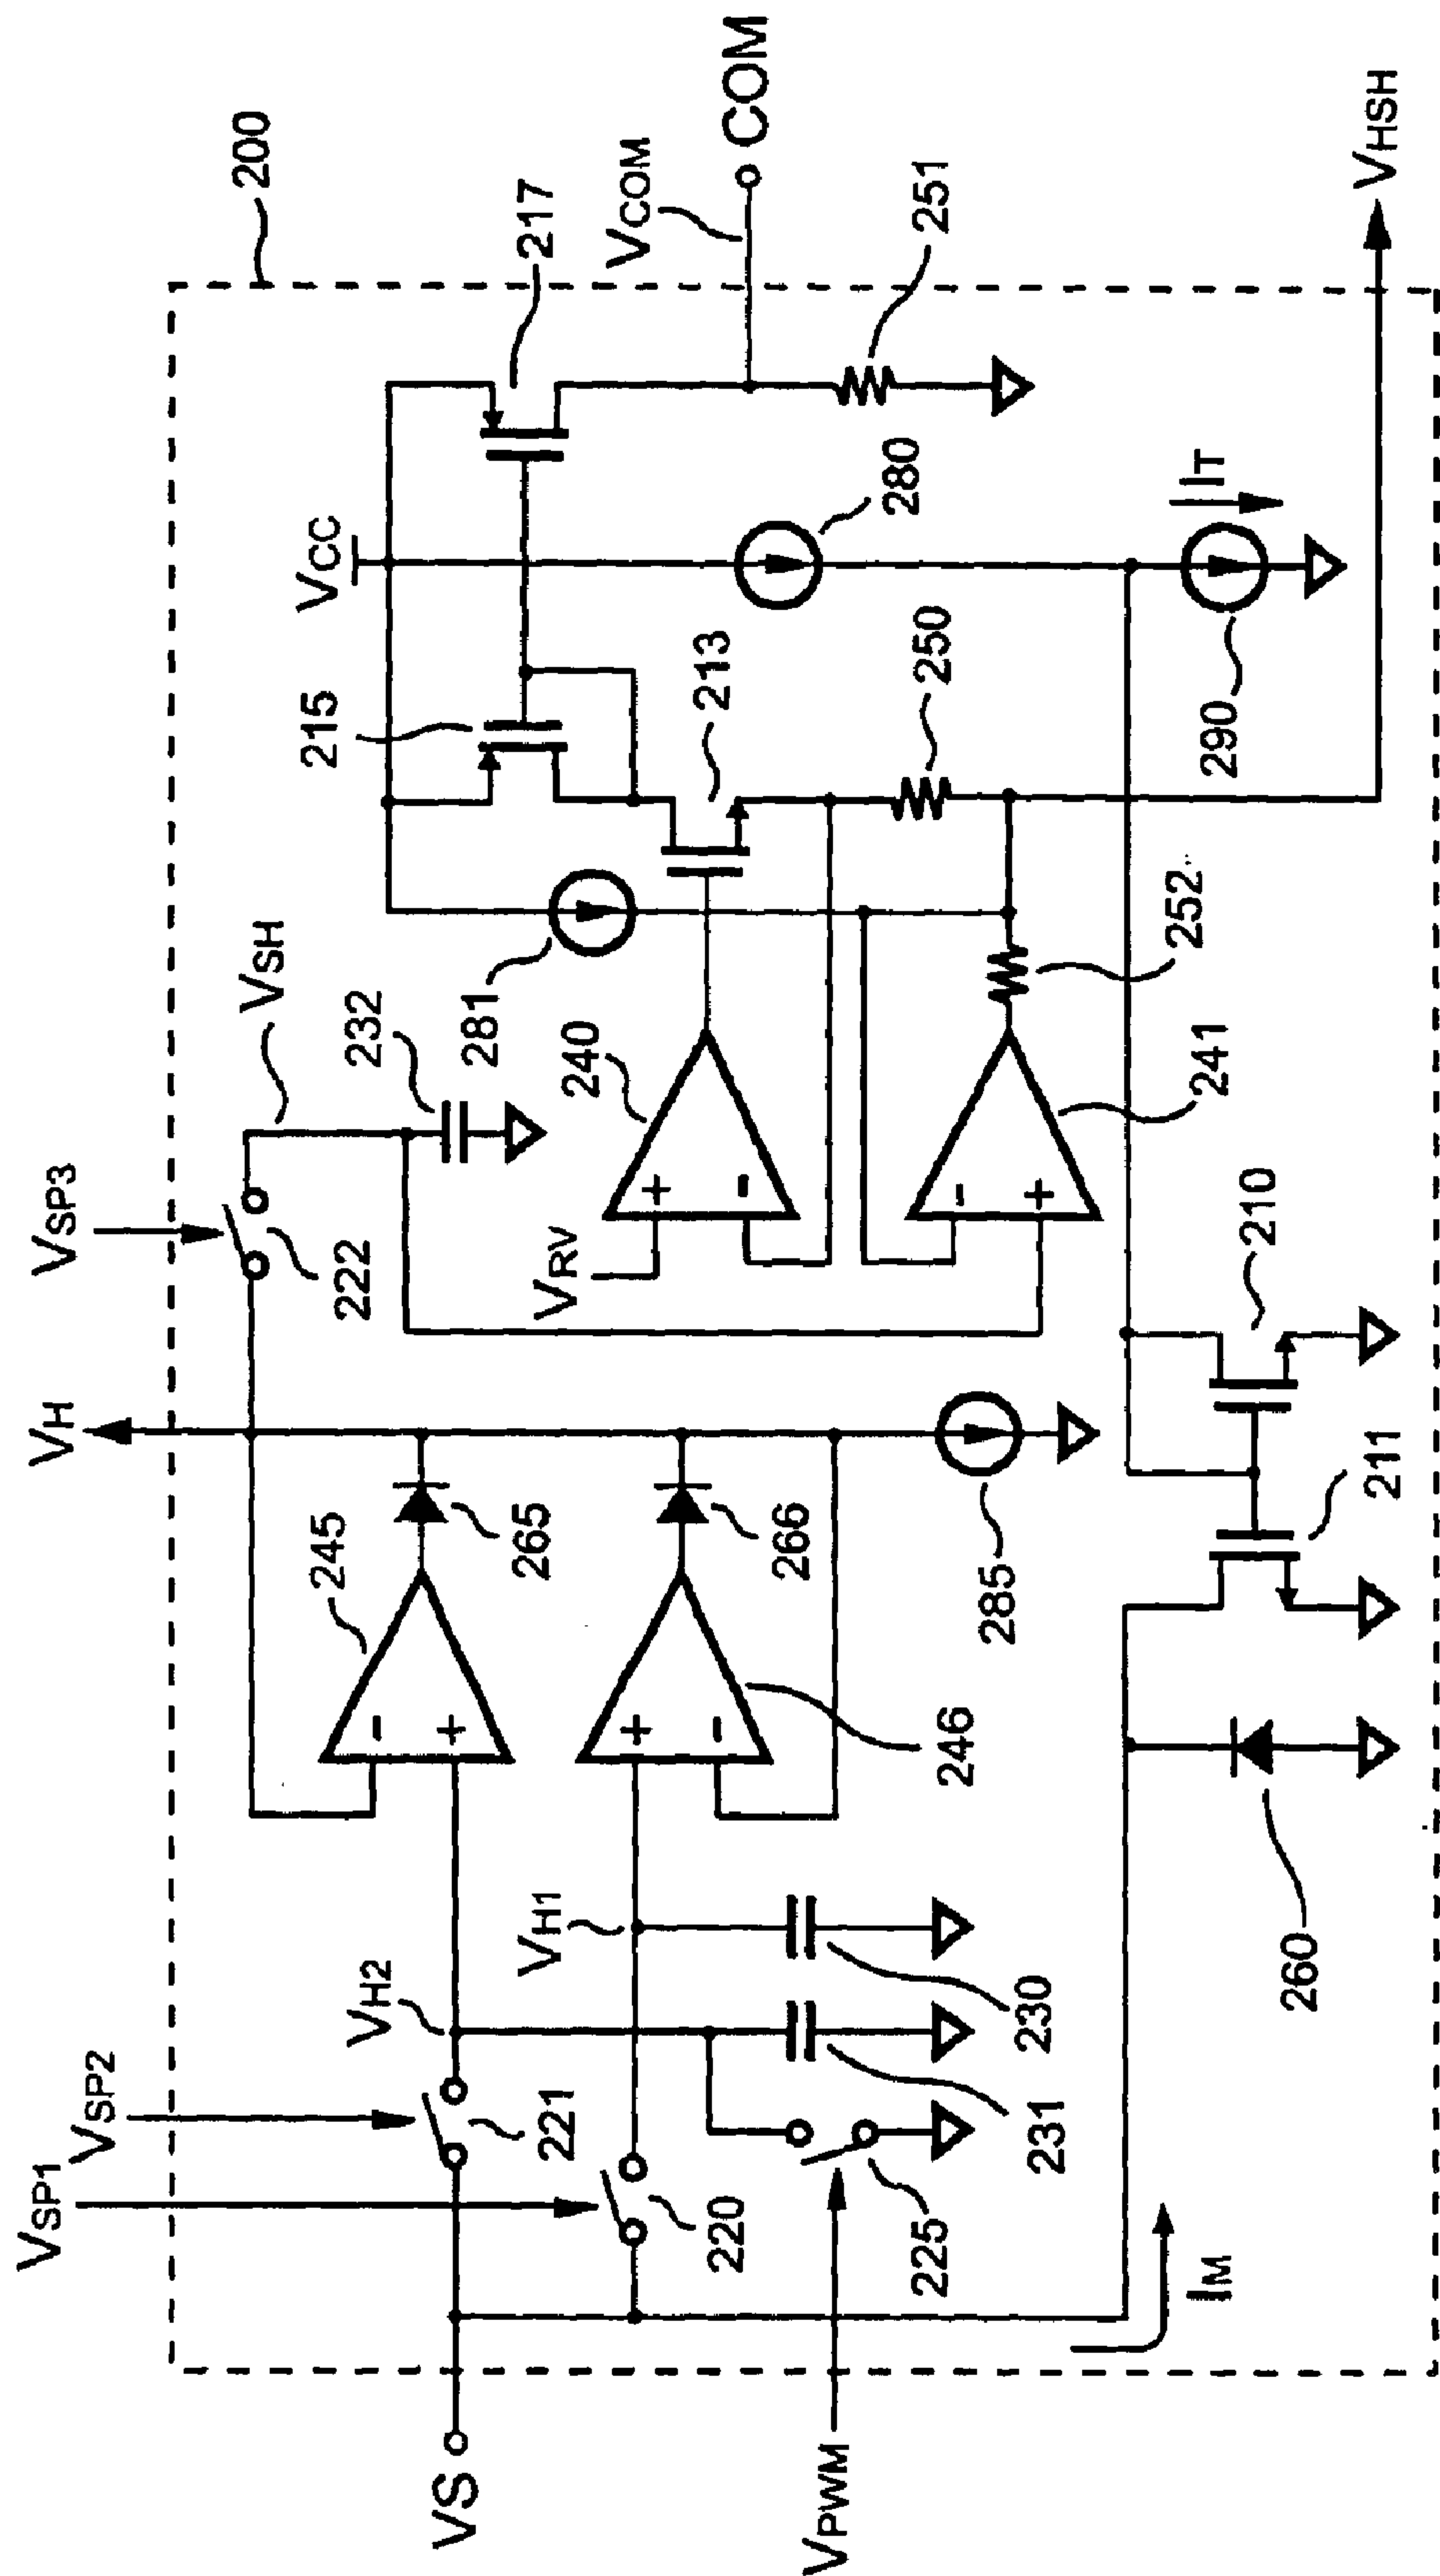 200
VSP1
VSP2
VH
VSP3
VSH
VCC
217
VCOM
COM
215
232
281
213
222
VH2
245
265
+
-
240
VRV
250
280
251
VS
221
VH1
-
+
266
+
-
241
252
IT
290
VHSH
220
225
231
230
+
-
246
285
-
+
210
211
260
VPWM
IM